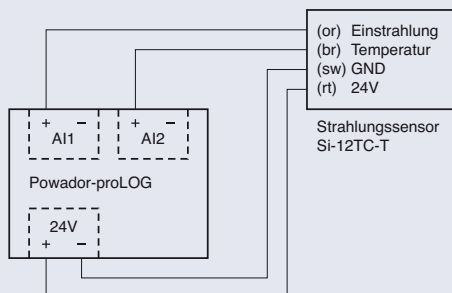 (or) Einstrahlung
(br) Temperatur
(sw) GND
(rt) 24V
Strahlungssensor
Si-12TC-T
+ − + −
AI1 AI2
Powador-proLOG
24V
+ −